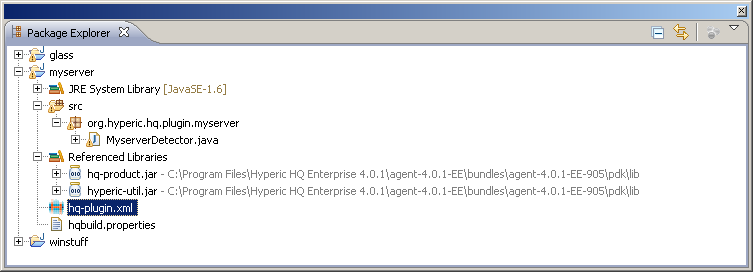 Package Explorer
glass
myserver
JRE System Library [JavaSE-1.6]
src
org.hyperic.hq.plugin.myserver
MyserverDetector.java
Referenced Libraries
hq-product.jar - C:\Program Files\Hyperic HQ Enterprise 4.0.1\agent-4.0.1-EE\bundles\agent-4.0.1-EE-905\pdk\lib
hyperic-util.jar - C:\Program Files\Hyperic HQ Enterprise 4.0.1\agent-4.0.1-EE\bundles\agent-4.0.1-EE-905\pdk\lib
hq-plugin.xml
hqbuild.properties
winstuff